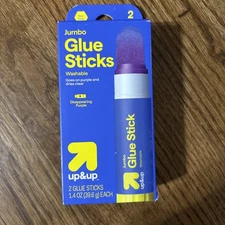 2
Jumbo
Glue
Sticks
Washable
Goes on purple and
dries clear
Disappearing
Purple
up&up
2 GLUE STICKS
1.4 OZ (39.6 g) EACH
Jumbo
Glue Stick
up&up